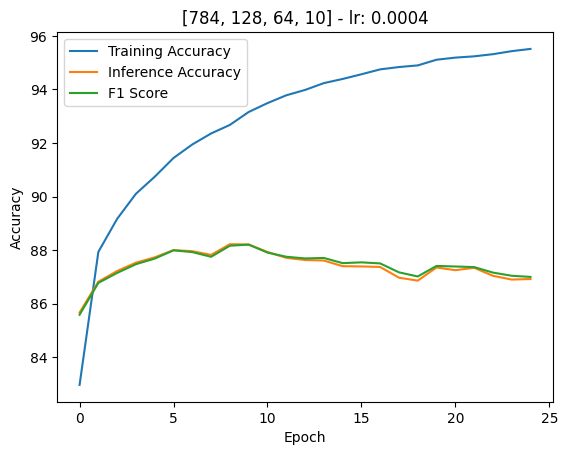 [784, 128, 64, 10] - lr: 0.0004
Training Accuracy
Inference Accuracy
F1 Score
Accuracy
96
94
92
90
88
86
84
0 5 10 15 20 25
Epoch